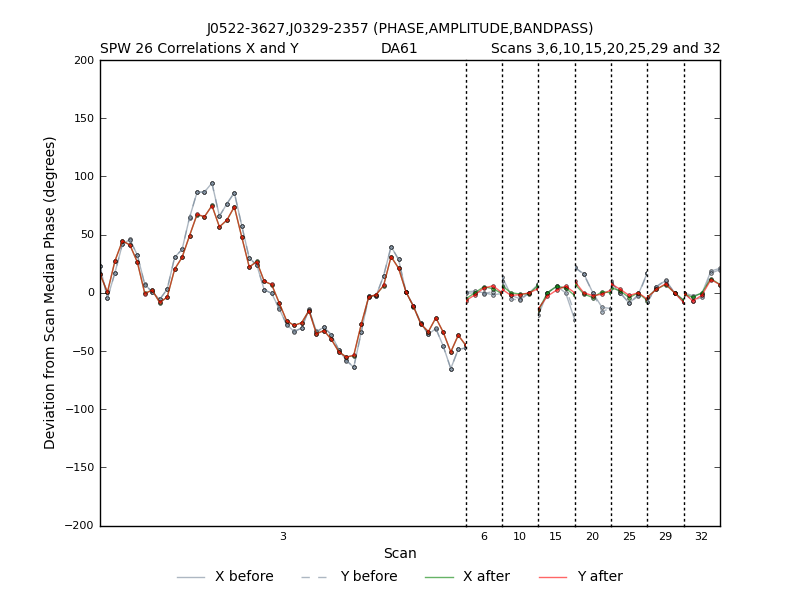 J0522-3627,J0329-2357 (PHASE,AMPLITUDE,BANDPASS)
SPW 26 Correlations X and Y DA61 Scans 3,6,10,15,20,25,29 and 32
200
150
100
50
0
−50
−100
−150
−200
Deviation from Scan Median Phase (degrees)
3 6 10 15 20 25 29 32
Scan
X before Y before X after Y after